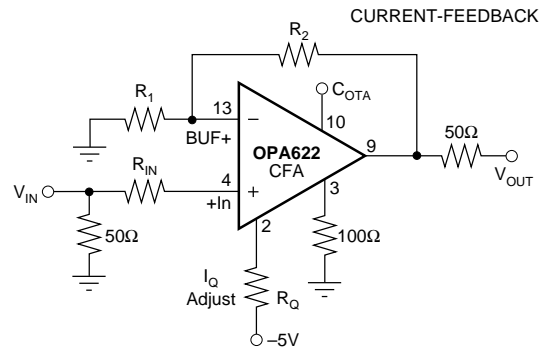 CURRENT-FEEDBACK
R2
R1
COTA
13
–
10
BUF+
OPA622
9
50Ω
CFA
RIN
4
VIN
+
3
VOUT
+In
2
50Ω
100Ω
IQ
Adjust
RQ
–5V